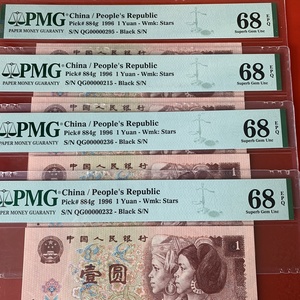 PMG
PAPER MONEY GUARANTY
China / People's Republic
Pick# 884g 1996 1 Yuan - Wmk: Stars
S/N QG00000295 - Black S/N
68 EPQ
Superb Gem Unc
PMG
PAPER MONEY GUARANTY
China / People's Republic
Pick# 884g 1996 1 Yuan - Wmk: Stars
S/N QG00000215 - Black S/N
68 EPQ
Superb Gem Unc
PMG
PAPER MONEY GUARANTY
China / People's Republic
Pick# 884g 1996 1 Yuan - Wmk: Stars
S/N QG00000236 - Black S/N
68 EPQ
Superb Gem Unc
中国人民银行
PMG
PAPER MONEY GUARANTY
China / People's Republic
Pick# 884g 1996 1 Yuan - Wmk: Stars
S/N QG00000232 - Black S/N
68 EPQ
Superb Gem Unc
中国人民银行
1
壹圆